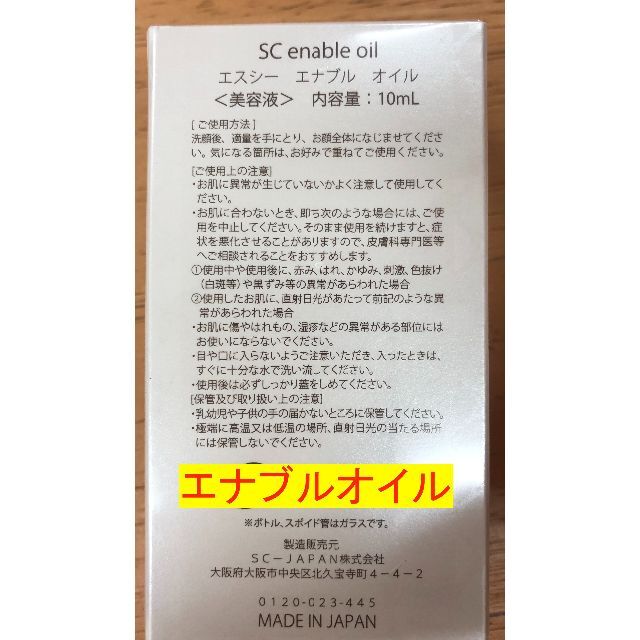 SC enable oil
エスシー エナブル オイル
＜美容液＞ 内容量：10mL
[ ご使用方法 ]
洗顔後、適量を手にとり、お顔全体になじませてくださ
い。気になる箇所は、お好みで重ねてご使用ください。
[ご使用上の注意]
・お肌に異常が生じていないかよく注意して使用してく
ださい。
・お肌に合わないとき、即ち次のような場合には、ご使
用を中止してください。そのまま使用を続けますと、症
状を悪化させることがありますので、皮膚科専門医等
へご相談されることをおすすめします。
①使用中や使用後に、赤み、はれ、かゆみ、刺激、色抜け
（白斑等）や黒ずみ等の異常があらわれた場合
②使用したお肌に、直射日光があたって前記のような異
常があらわれた場合
・お肌に傷やはれもの、湿疹などの異常がある部位には
お使いにならないでください。
・目や口に入らないようご注意いただき、入ったときは、
すぐに十分な水で洗い流してください。
・使用後は必ずしっかり蓋をしめてください。
[保管及び取り扱い上の注意]
・乳幼児や子供の手の届かないところに保管してください。
・極端に高温又は低温の場所、直射日光の当たる場所
には保管しないでください。
エナブルオイル
※ボトル、スポイド管はガラスです。
製造販売元
SC－JAPAN株式会社
大阪府大阪市中央区北久宝寺町４－４－２
0120-023-445
MADE IN JAPAN